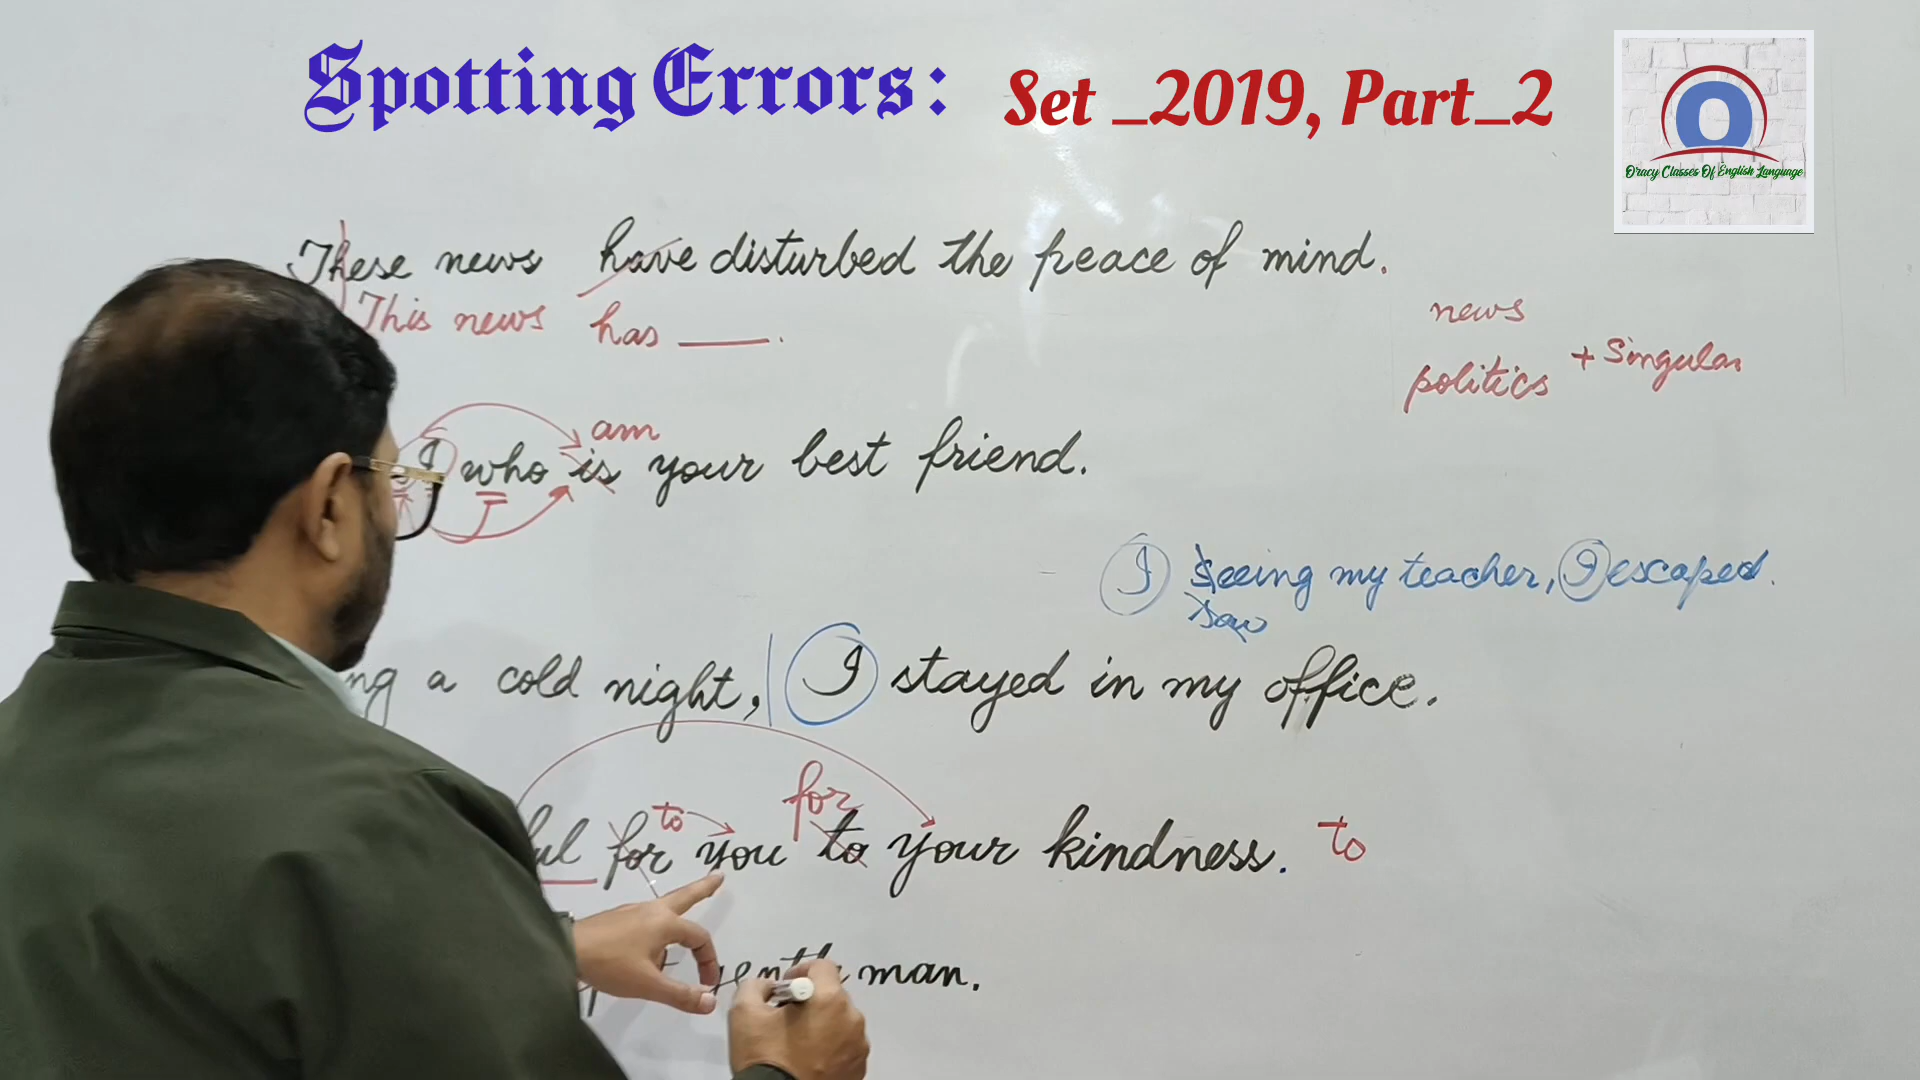 Spotting Errors: Set _2019, Part_2
O'racy Classes Of English Language
These news have disturbed the peace of mind.
This news has ___.
news
politics + Singular
am
I who is your best friend.
I Seeing my teacher, I escaped.
saw
a cold night, I stayed in my office.
to for
for you to your kindness. to
man.